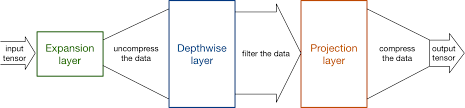 input
tensor
Expansion
layer
uncompress
the data
Depthwise
layer
filter the data
Projection
layer
compress
the data
output
tensor